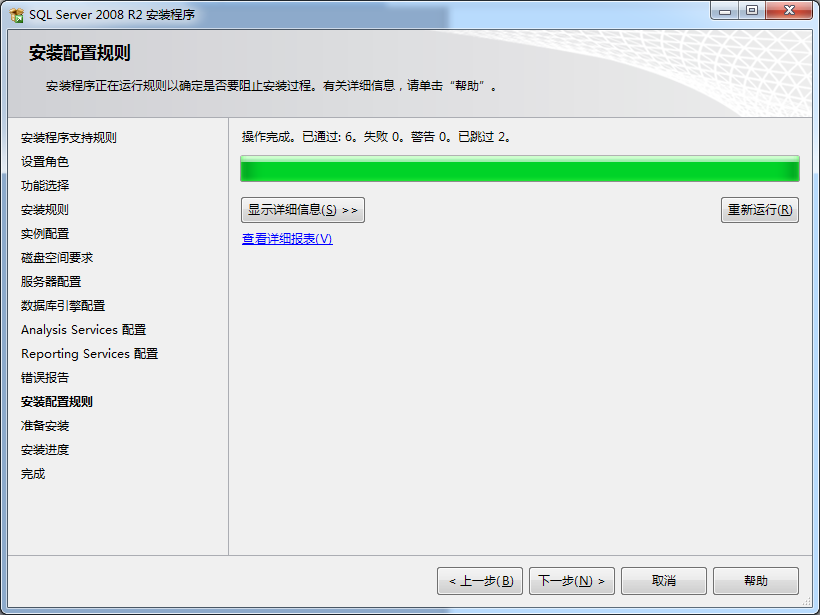 SQL Server 2008 R2 安装程序
安装配置规则
安装程序正在运行规则以确定是否要阻止安装过程。有关详细信息，请单击“帮助”。
安装程序支持规则
设置角色
功能选择
安装规则
实例配置
磁盘空间要求
服务器配置
数据库引擎配置
Analysis Services 配置
Reporting Services 配置
错误报告
安装配置规则
准备安装
安装进度
完成
操作完成。已通过: 6。失败 0。警告 0。已跳过 2。
显示详细信息(S) >>
重新运行(R)
查看详细报表(V)
< 上一步(B)
下一步(N) >
取消
帮助